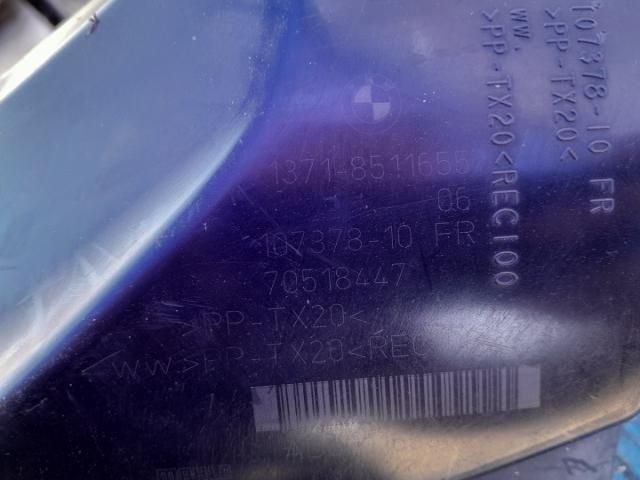 1371-8511655
06
107378-10 FR
70518447
>PP-TX20<
<WW>PP-TX20<REC
107378-10 FR
>PP-TX20<
WW.
>PP-TX20<REC100